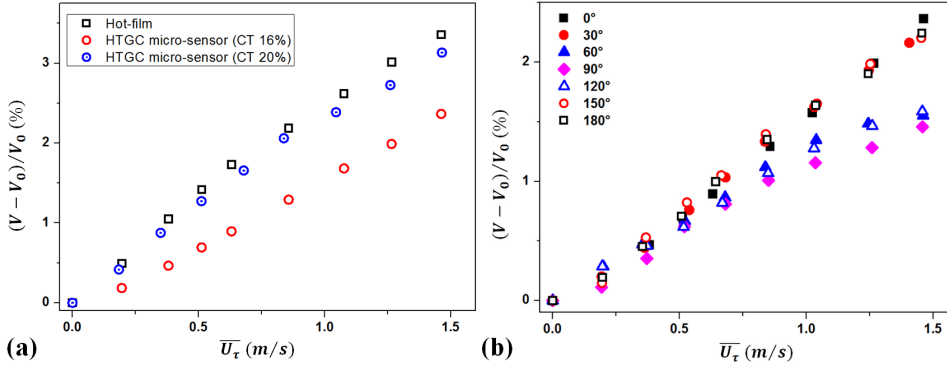 Hot-film
HTGC micro-sensor (CT 16%)
HTGC micro-sensor (CT 20%)
(V − V₀)/V₀ (%)
3
2
1
0
0.0 0.5 1.0 1.5
U̅τ (m/s)
(a)
0°
30°
60°
90°
120°
150°
180°
(V − V₀)/V₀ (%)
2
1
0
0.0 0.5 1.0 1.5
U̅τ (m/s)
(b)